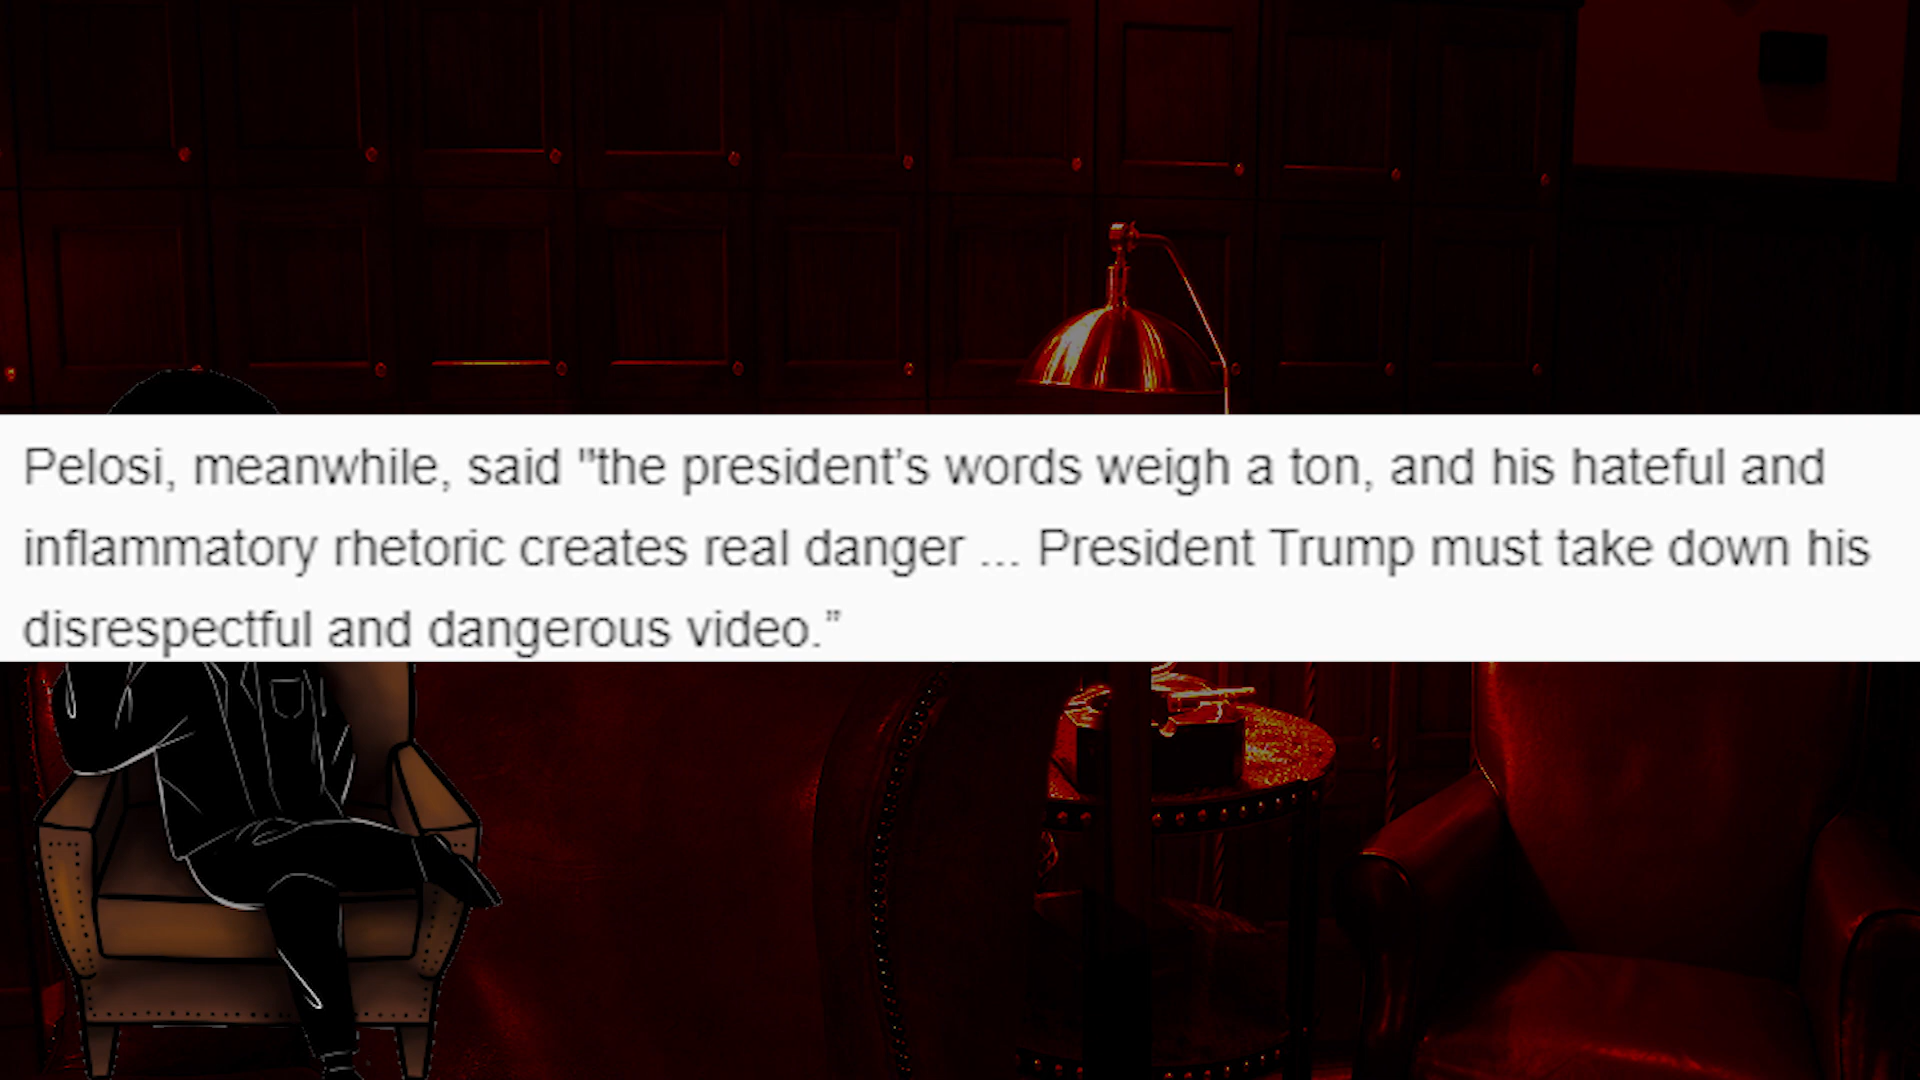 Pelosi, meanwhile, said "the president’s words weigh a ton, and his hateful and
inflammatory rhetoric creates real danger ... President Trump must take down his
disrespectful and dangerous video.”